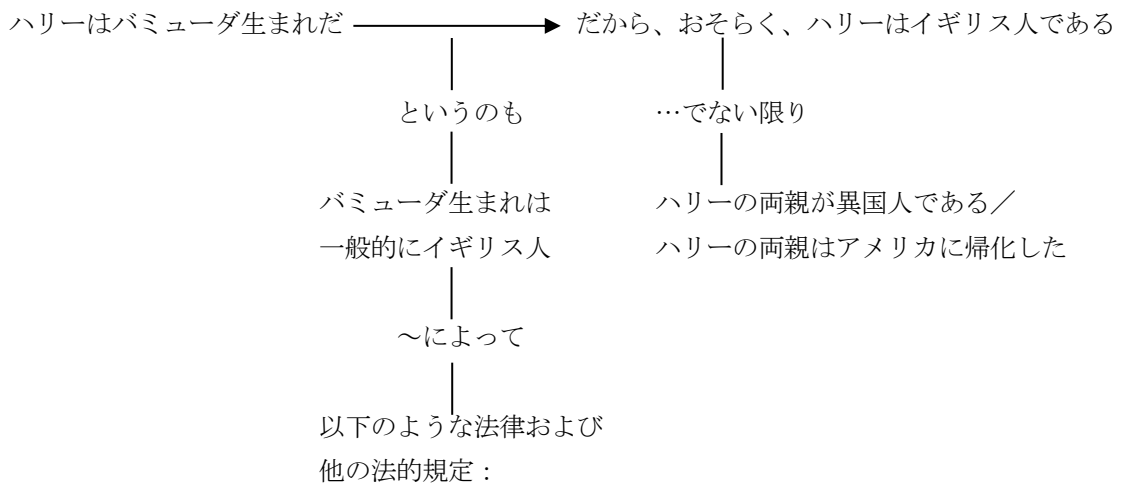 ハリーはバミューダ生まれだ だから、おそらく、ハリーはイギリス人である
というのも …でない限り
バミューダ生まれは ハリーの両親が異国人である／
一般的にイギリス人 ハリーの両親はアメリカに帰化した
～によって
以下のような法律および
他の法的規定：